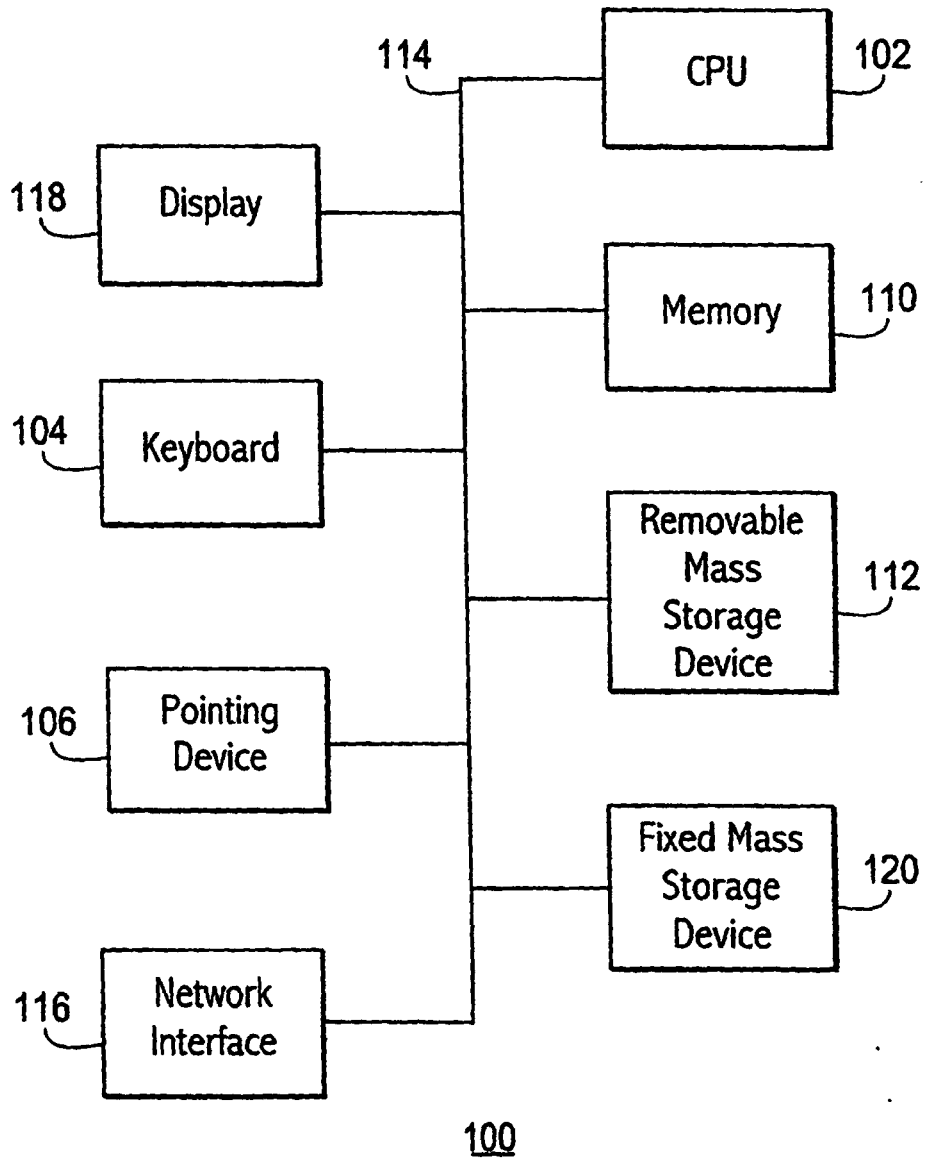 114
CPU
102
118
Display
Memory
110
104
Keyboard
Removable
Mass
Storage
Device
112
106
Pointing
Device
Fixed Mass
Storage
Device
120
116
Network
Interface
100